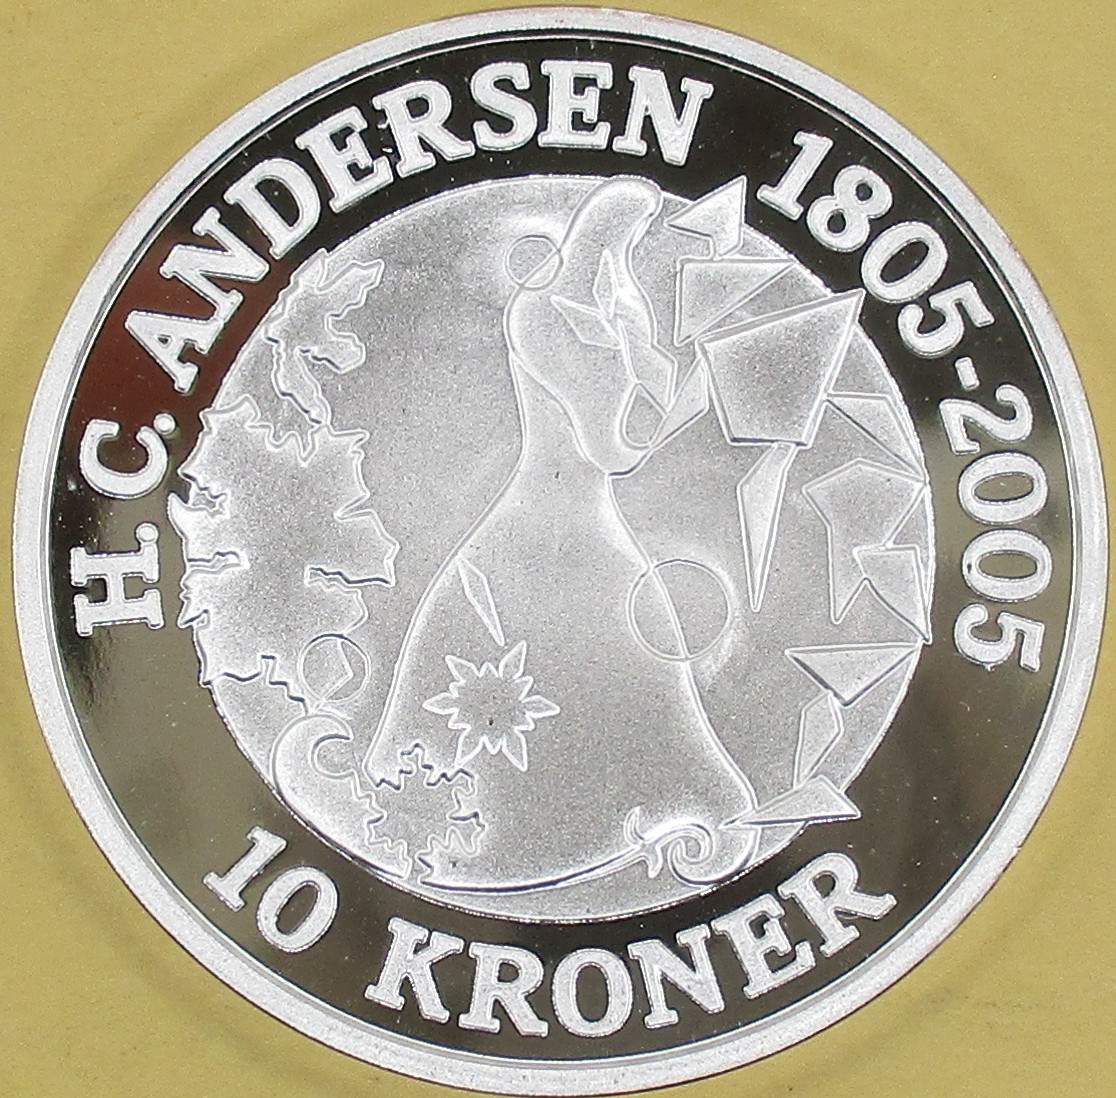 H. C. ANDERSEN 1805-2005
10 KRONER